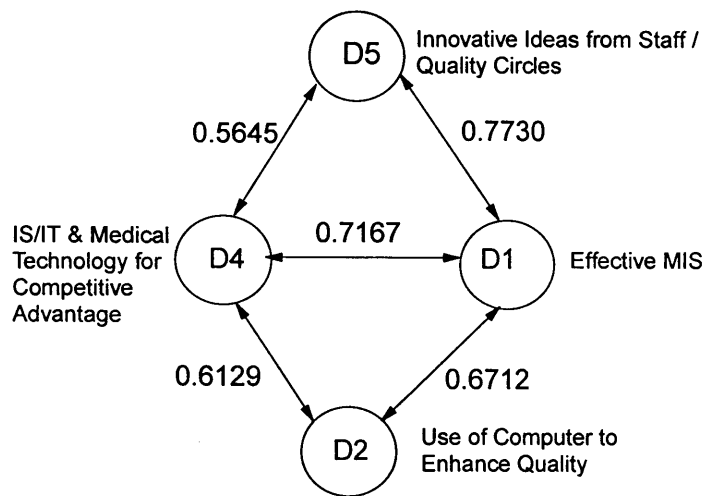 D5
Innovative Ideas from Staff /
Quality Circles
0.5645
0.7730
IS/IT & Medical
Technology for
Competitive
Advantage
D4
0.7167
D1
Effective MIS
0.6129
0.6712
D2
Use of Computer to
Enhance Quality